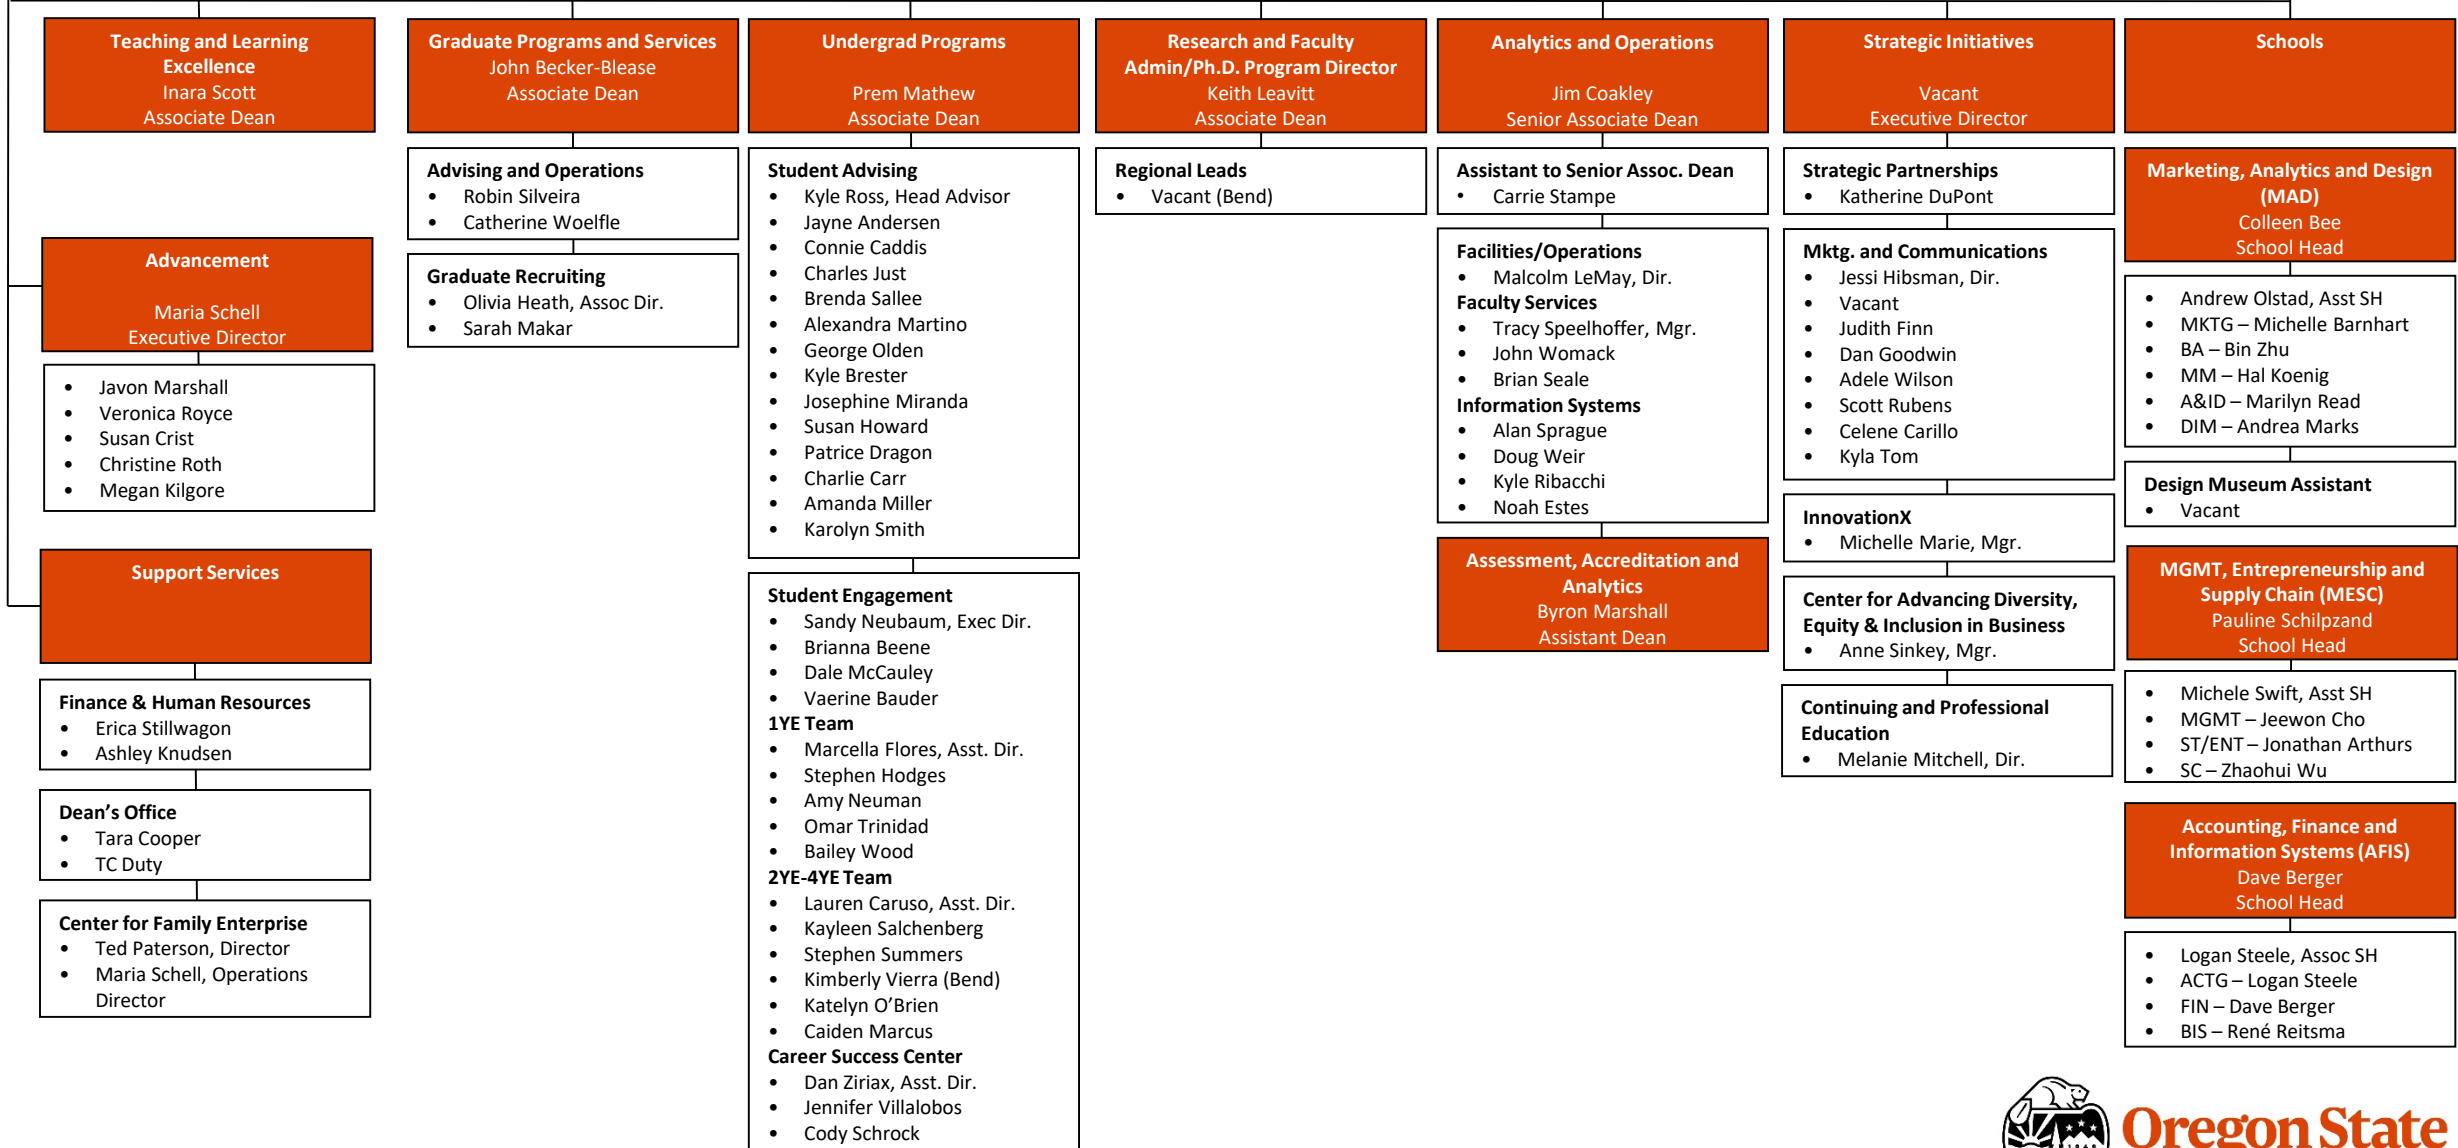 Teaching and Learning
Excellence
Inara Scott
Associate Dean
Advancement
Maria Schell
Executive Director
• Javon Marshall
• Veronica Royce
• Susan Crist
• Christine Roth
• Megan Kilgore
Support Services
Finance & Human Resources
• Erica Stillwagon
• Ashley Knudsen
Dean’s Office
• Tara Cooper
• TC Duty
Center for Family Enterprise
• Ted Paterson, Director
• Maria Schell, Operations
Director
Graduate Programs and Services
John Becker-Blease
Associate Dean
Advising and Operations
• Robin Silveira
• Catherine Woelfle
Graduate Recruiting
• Olivia Heath, Assoc Dir.
• Sarah Makar
Undergrad Programs
Prem Mathew
Associate Dean
Student Advising
• Kyle Ross, Head Advisor
• Jayne Andersen
• Connie Caddis
• Charles Just
• Brenda Sallee
• Alexandra Martino
• George Olden
• Kyle Brester
• Josephine Miranda
• Susan Howard
• Patrice Dragon
• Charlie Carr
• Amanda Miller
• Karolyn Smith
Student Engagement
• Sandy Neubaum, Exec Dir.
• Brianna Beene
• Dale McCauley
• Vaerine Bauder
1YE Team
• Marcella Flores, Asst. Dir.
• Stephen Hodges
• Amy Neuman
• Omar Trinidad
• Bailey Wood
2YE-4YE Team
• Lauren Caruso, Asst. Dir.
• Kayleen Salchenberg
• Stephen Summers
• Kimberly Vierra (Bend)
• Katelyn O’Brien
• Caiden Marcus
Career Success Center
• Dan Ziriax, Asst. Dir.
• Jennifer Villalobos
• Cody Schrock
Research and Faculty
Admin/Ph.D. Program Director
Keith Leavitt
Associate Dean
Regional Leads
• Vacant (Bend)
Analytics and Operations
Jim Coakley
Senior Associate Dean
Assistant to Senior Assoc. Dean
• Carrie Stampe
Facilities/Operations
• Malcolm LeMay, Dir.
Faculty Services
• Tracy Speelhoffer, Mgr.
• John Womack
• Brian Seale
Information Systems
• Alan Sprague
• Doug Weir
• Kyle Ribacchi
• Noah Estes
Assessment, Accreditation and
Analytics
Byron Marshall
Assistant Dean
Strategic Initiatives
Vacant
Executive Director
Strategic Partnerships
• Katherine DuPont
Mktg. and Communications
• Jessi Hibsman, Dir.
• Vacant
• Judith Finn
• Dan Goodwin
• Adele Wilson
• Scott Rubens
• Celene Carillo
• Kyla Tom
InnovationX
• Michelle Marie, Mgr.
Center for Advancing Diversity,
Equity & Inclusion in Business
• Anne Sinkey, Mgr.
Continuing and Professional
Education
• Melanie Mitchell, Dir.
Schools
Marketing, Analytics and Design
(MAD)
Colleen Bee
School Head
• Andrew Olstad, Asst SH
• MKTG – Michelle Barnhart
• BA – Bin Zhu
• MM – Hal Koenig
• A&ID – Marilyn Read
• DIM – Andrea Marks
Design Museum Assistant
• Vacant
MGMT, Entrepreneurship and
Supply Chain (MESC)
Pauline Schilpzand
School Head
• Michele Swift, Asst SH
• MGMT – Jeewon Cho
• ST/ENT – Jonathan Arthurs
• SC – Zhaohui Wu
Accounting, Finance and
Information Systems (AFIS)
Dave Berger
School Head
• Logan Steele, Assoc SH
• ACTG – Logan Steele
• FIN – Dave Berger
• BIS – René Reitsma
Oregon State